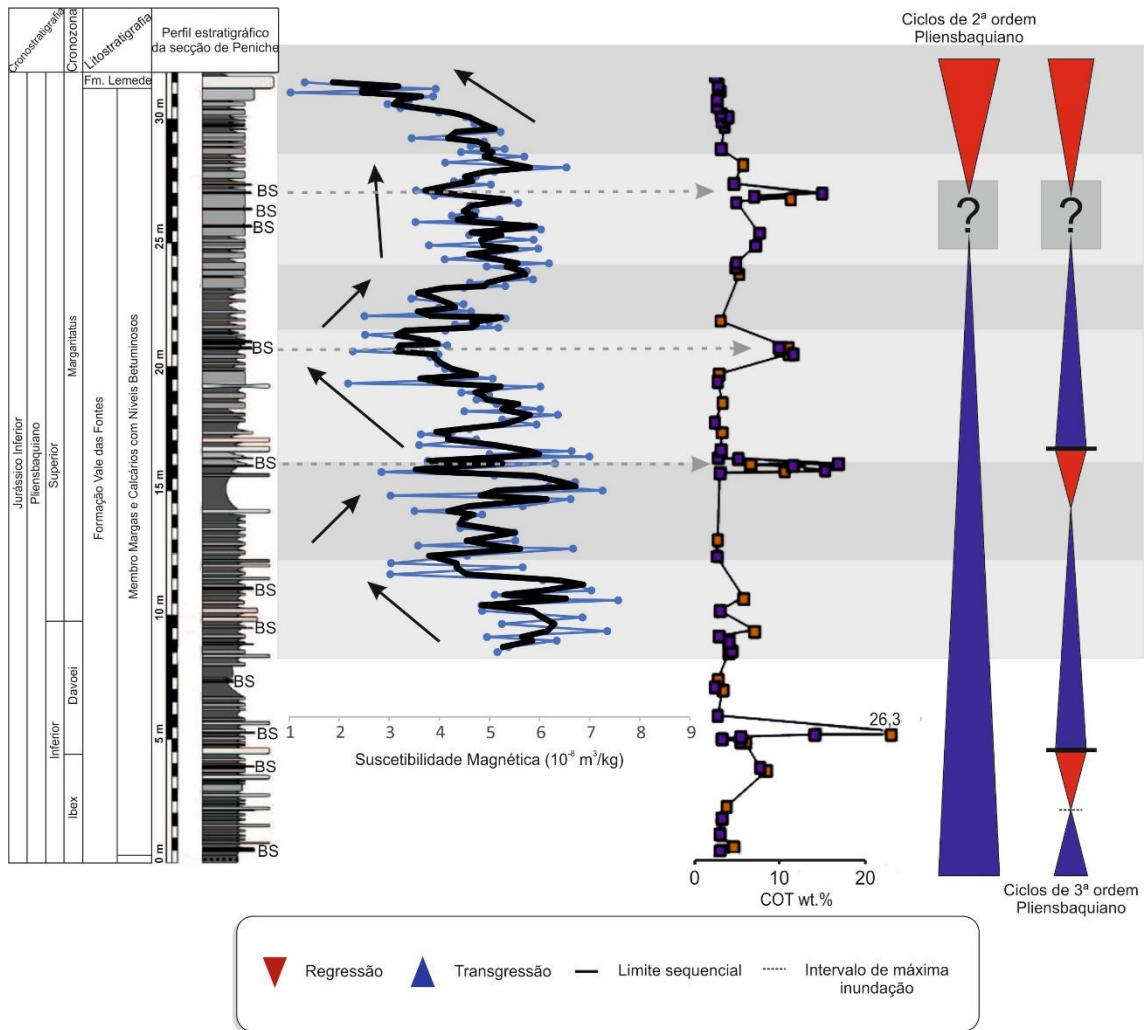 Cronostratigrafia
Cronozona
Litostratigrafia
Perfil estratigráfico
da secção de Peniche
Ciclos de 2ª ordem
Pliensbaquiano
Fm. Lemede
Jurássico Inferior
Pliensbaquiano
Superior
Inferior
Margaritatus
Davoei
Ibex
Formação Vale das Fontes
Membro Margas e Calcários com Níveis Betuminosos
30 m
25 m
20 m
15 m
10 m
5 m
0 m
BS
BS
BS
BS
BS
BS
BS
BS
BS
BS
BS
?
?
26,3
1 2 3 4 5 6 7 8 9
Suscetibilidade Magnética (10⁻⁸ m³/kg)
0 10 20
COT wt.%
Ciclos de 3ª ordem
Pliensbaquiano
Regressão
Transgressão
Limite sequencial
Intervalo de máxima
inundação